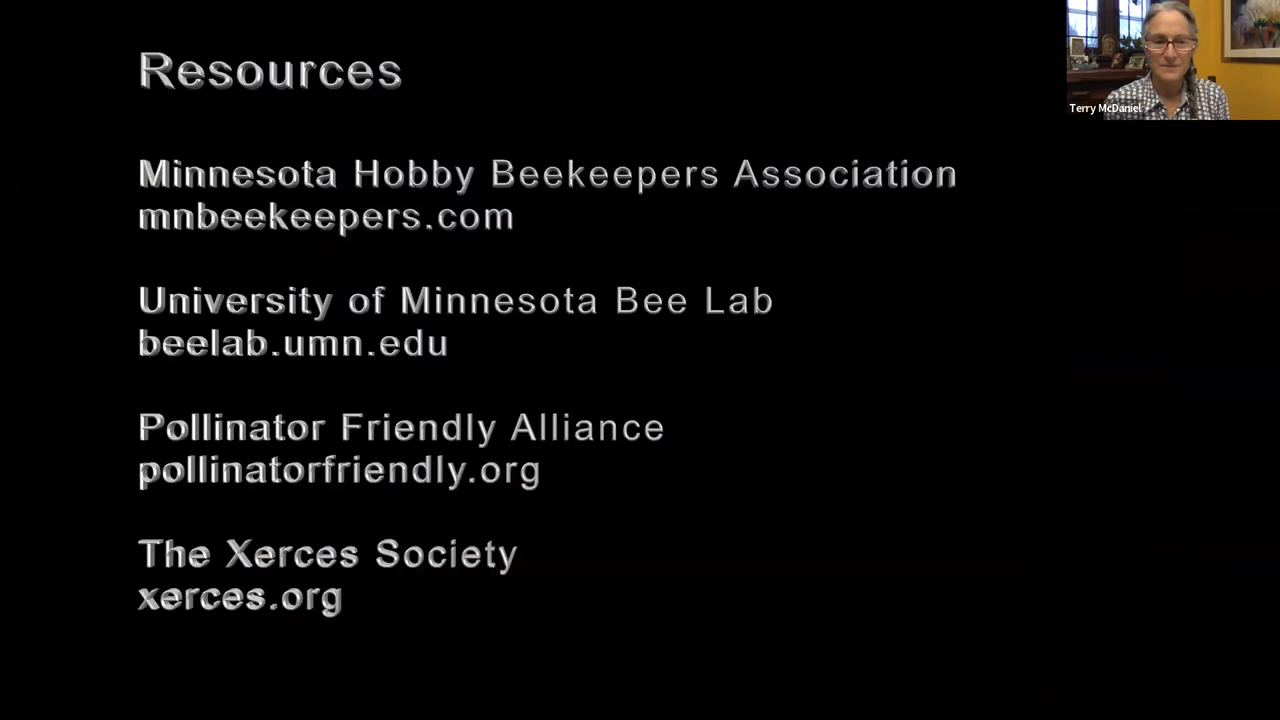 Resources
Terry McDaniel
Minnesota Hobby Beekeepers Association
mnbeekeepers.com
University of Minnesota Bee Lab
beelab.umn.edu
Pollinator Friendly Alliance
pollinatorfriendly.org
The Xerces Society
xerces.org